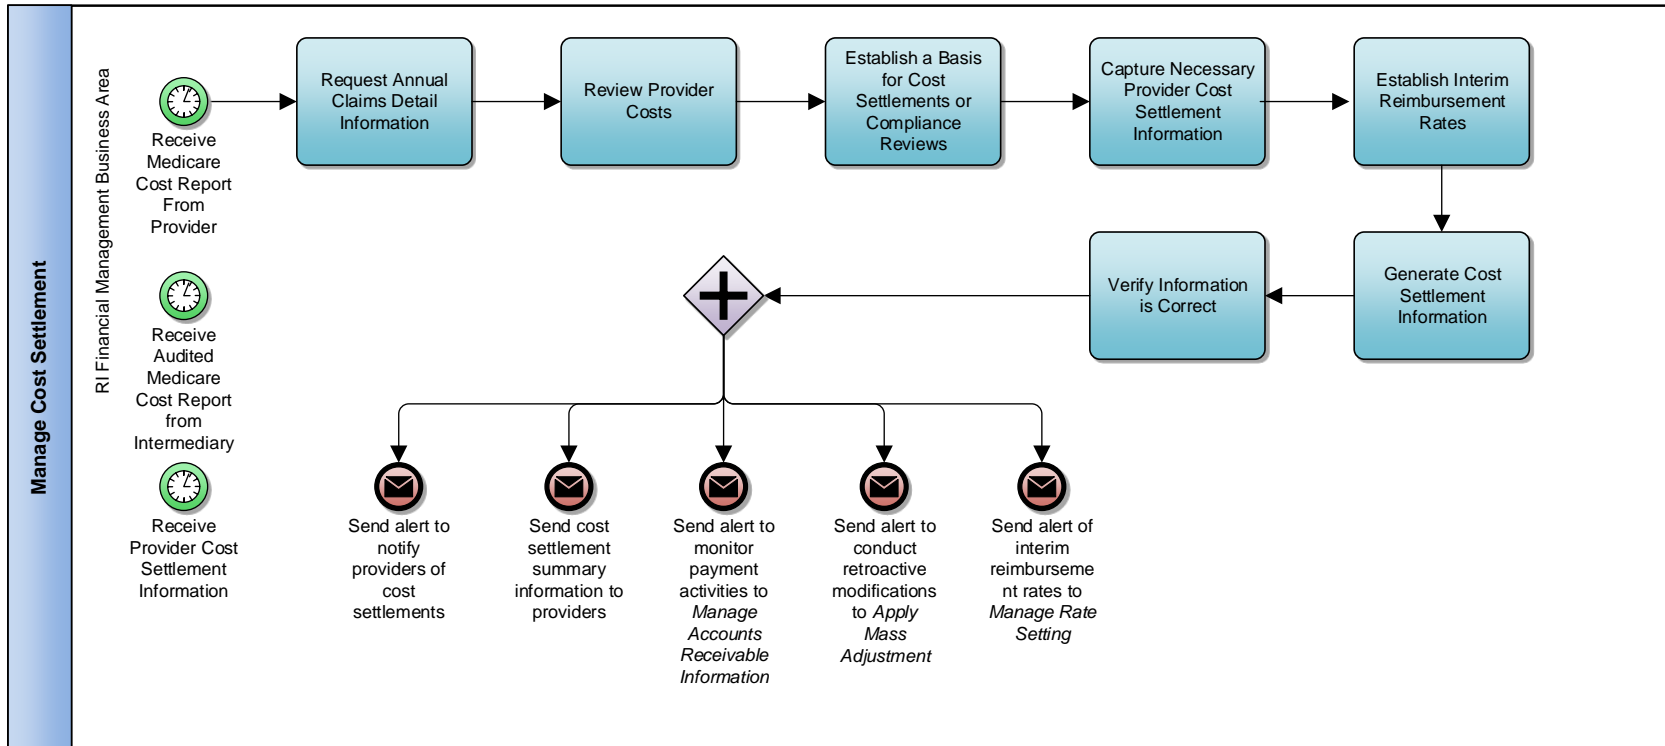 Manage Cost Settlement
RI Financial Management Business Area
Receive
Medicare
Cost Report
From
Provider
Request Annual
Claims Detail
Information
Review Provider
Costs
Establish a Basis
for Cost
Settlements or
Compliance
Reviews
Capture Necessary
Provider Cost
Settlement
Information
Establish Interim
Reimbursement
Rates
Receive
Audited
Medicare
Cost Report
from
Intermediary
Verify Information
is Correct
Generate Cost
Settlement
Information
Receive
Provider Cost
Settlement
Information
Send alert to
notify
providers of
cost
settlements
Send cost
settlement
summary
information to
providers
Send alert to
monitor
payment
activities to
Manage
Accounts
Receivable
Information
Send alert to
conduct
retroactive
modifications
to Apply
Mass
Adjustment
Send alert of
interim
reimburseme
nt rates to
Manage Rate
Setting